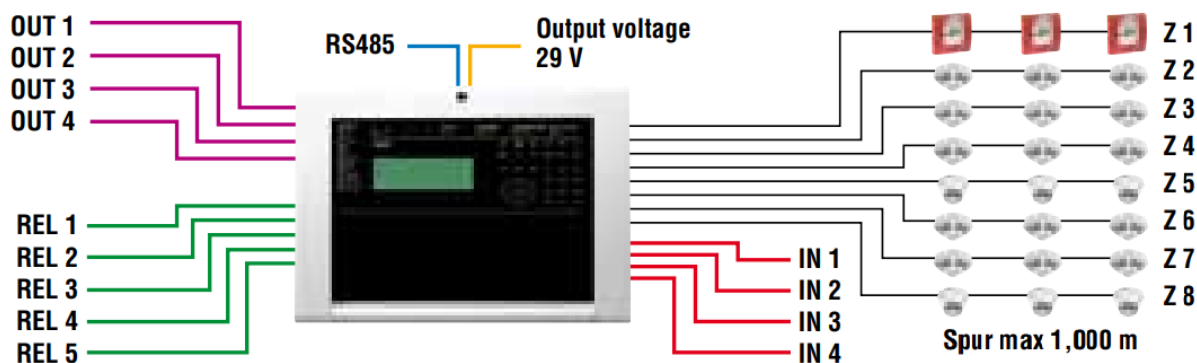 OUT 1
OUT 2
OUT 3
OUT 4
RS485
Output voltage
29 V
REL 1
REL 2
REL 3
REL 4
REL 5
IN 1
IN 2
IN 3
IN 4
Z 1
Z 2
Z 3
Z 4
Z 5
Z 6
Z 7
Z 8
Spur max 1,000 m